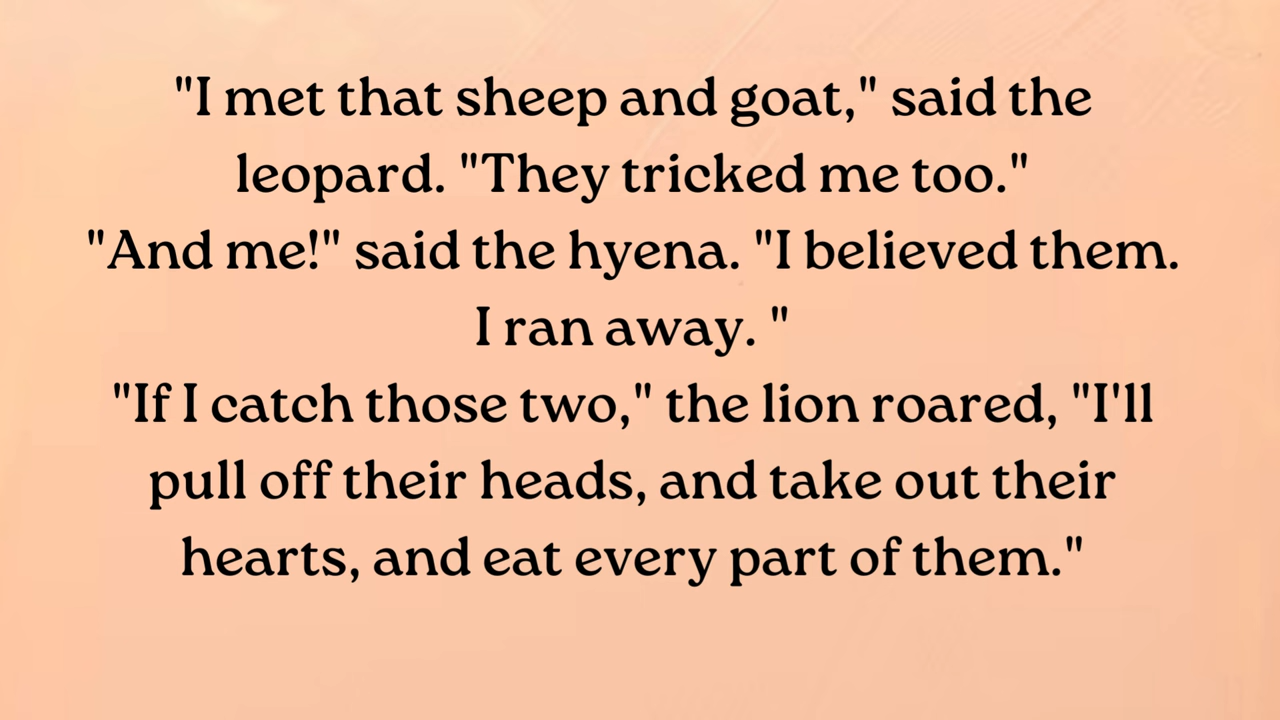 "I met that sheep and goat," said the
leopard. "They tricked me too."
"And me!" said the hyena. "I believed them.
I ran away. "
"If I catch those two," the lion roared, "I'll
pull off their heads, and take out their
hearts, and eat every part of them."